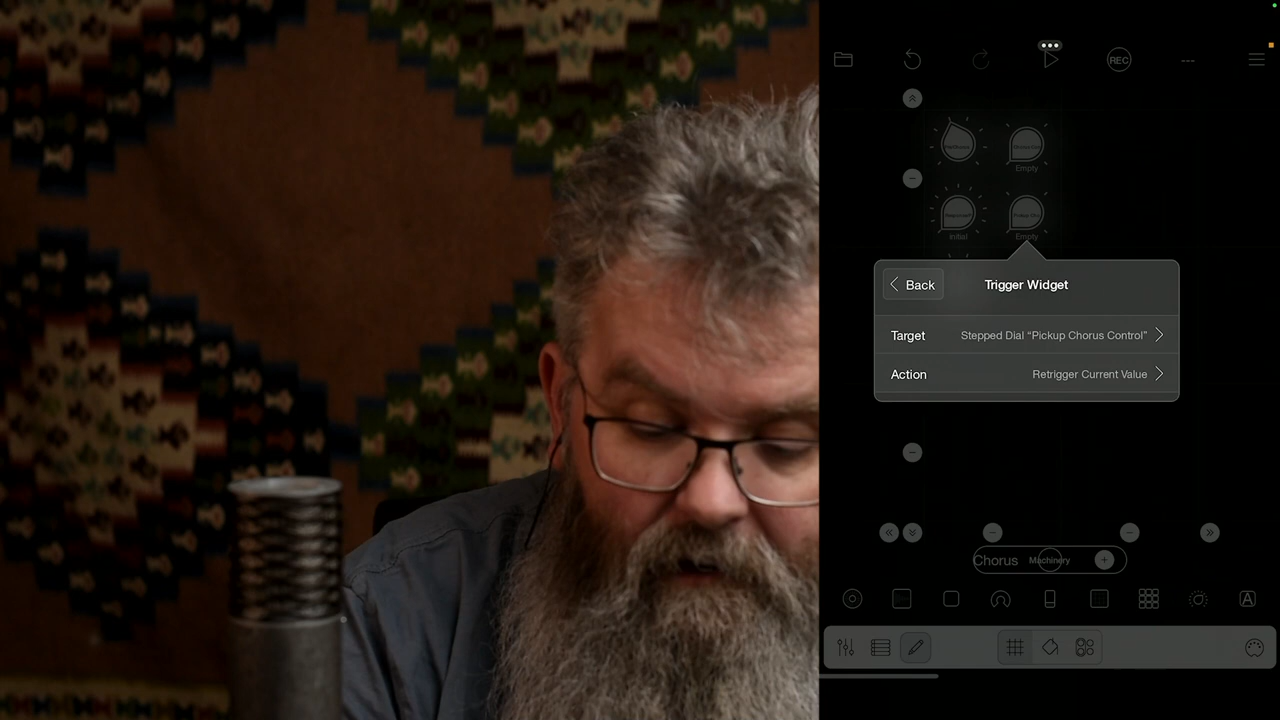 REC
---
Empty
Initial
Empty
Back
Trigger Widget
Target
Stepped Dial “Pickup Chorus Control”
Action
Retrigger Current Value
Chorus
Machinery
A